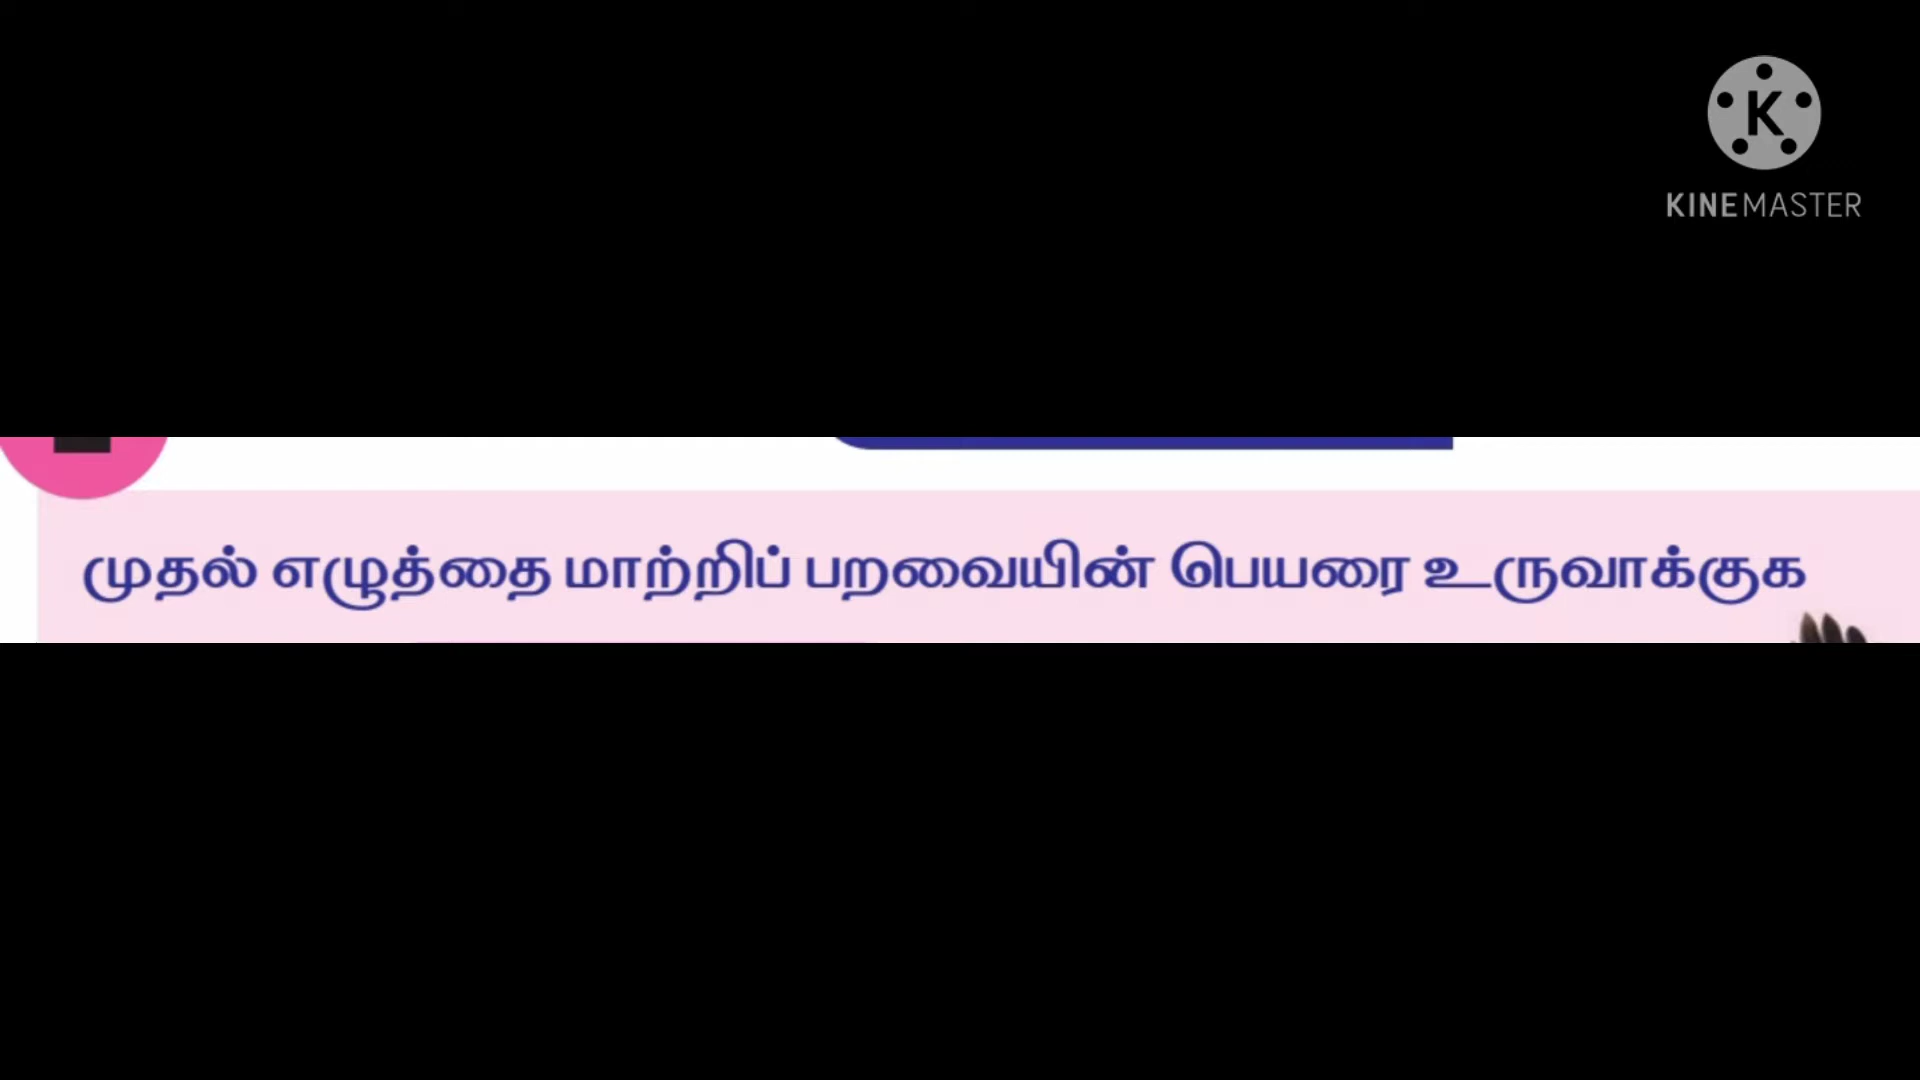 K
KINEMASTER
முதல் எழுத்தை மாற்றிப் பறவையின் பெயரை உருவாக்குக